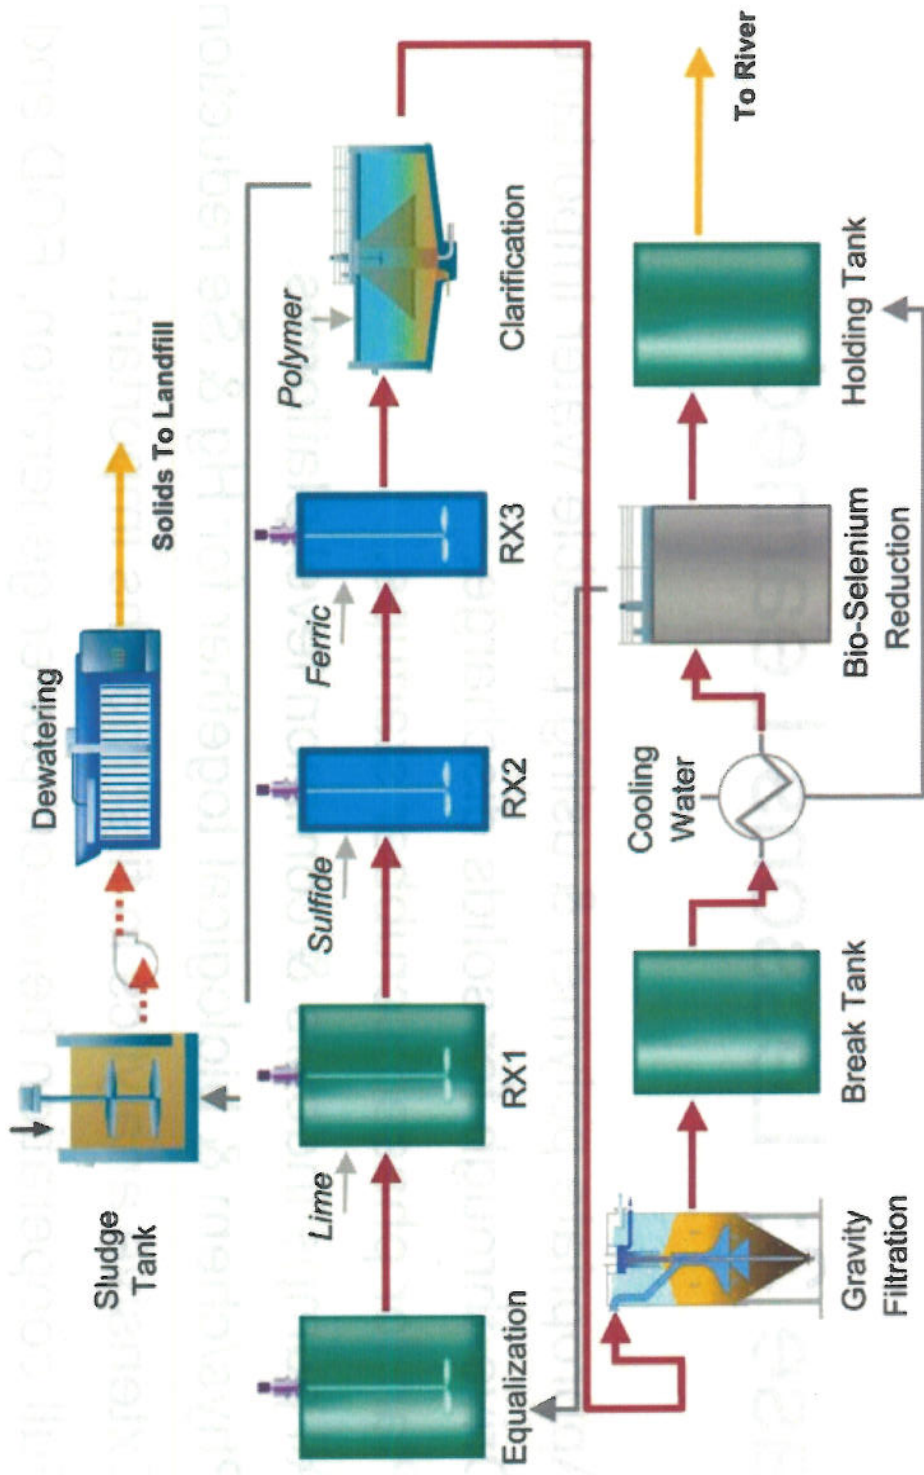 Sludge
Tank
Dewatering
Solids To Landfill
Equalization
Lime
RX1
Sulfide
RX2
Ferric
RX3
Polymer
Clarification
Gravity
Filtration
Break Tank
Cooling
Water
Bio-Selenium
Reduction
Holding Tank
To River